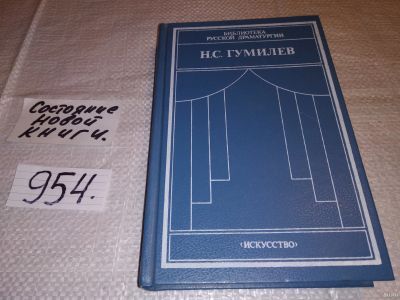 БИБЛИОТЕКА
РУССКОЙ ДРАМАТУРГИИ
Н.С. ГУМИЛЕВ
«ИСКУССТВО»
Состояние
новой
книги.
954.